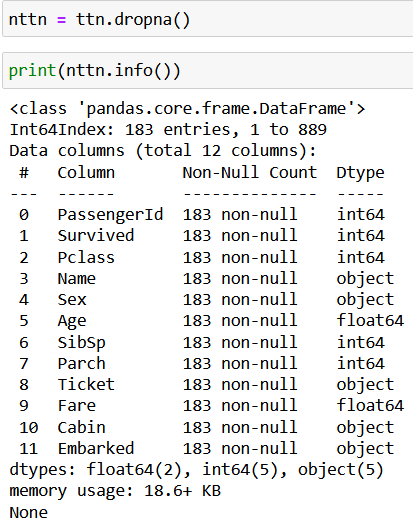 nttn = ttn.dropna()
print(nttn.info())
<class 'pandas.core.frame.DataFrame'>
Int64Index: 183 entries, 1 to 889
Data columns (total 12 columns):
 #   Column       Non-Null Count  Dtype
---  ------       --------------  -----
 0   PassengerId  183 non-null    int64
 1   Survived     183 non-null    int64
 2   Pclass       183 non-null    int64
 3   Name         183 non-null    object
 4   Sex          183 non-null    object
 5   Age          183 non-null    float64
 6   SibSp        183 non-null    int64
 7   Parch        183 non-null    int64
 8   Ticket       183 non-null    object
 9   Fare         183 non-null    float64
 10  Cabin        183 non-null    object
 11  Embarked     183 non-null    object
dtypes: float64(2), int64(5), object(5)
memory usage: 18.6+ KB
None